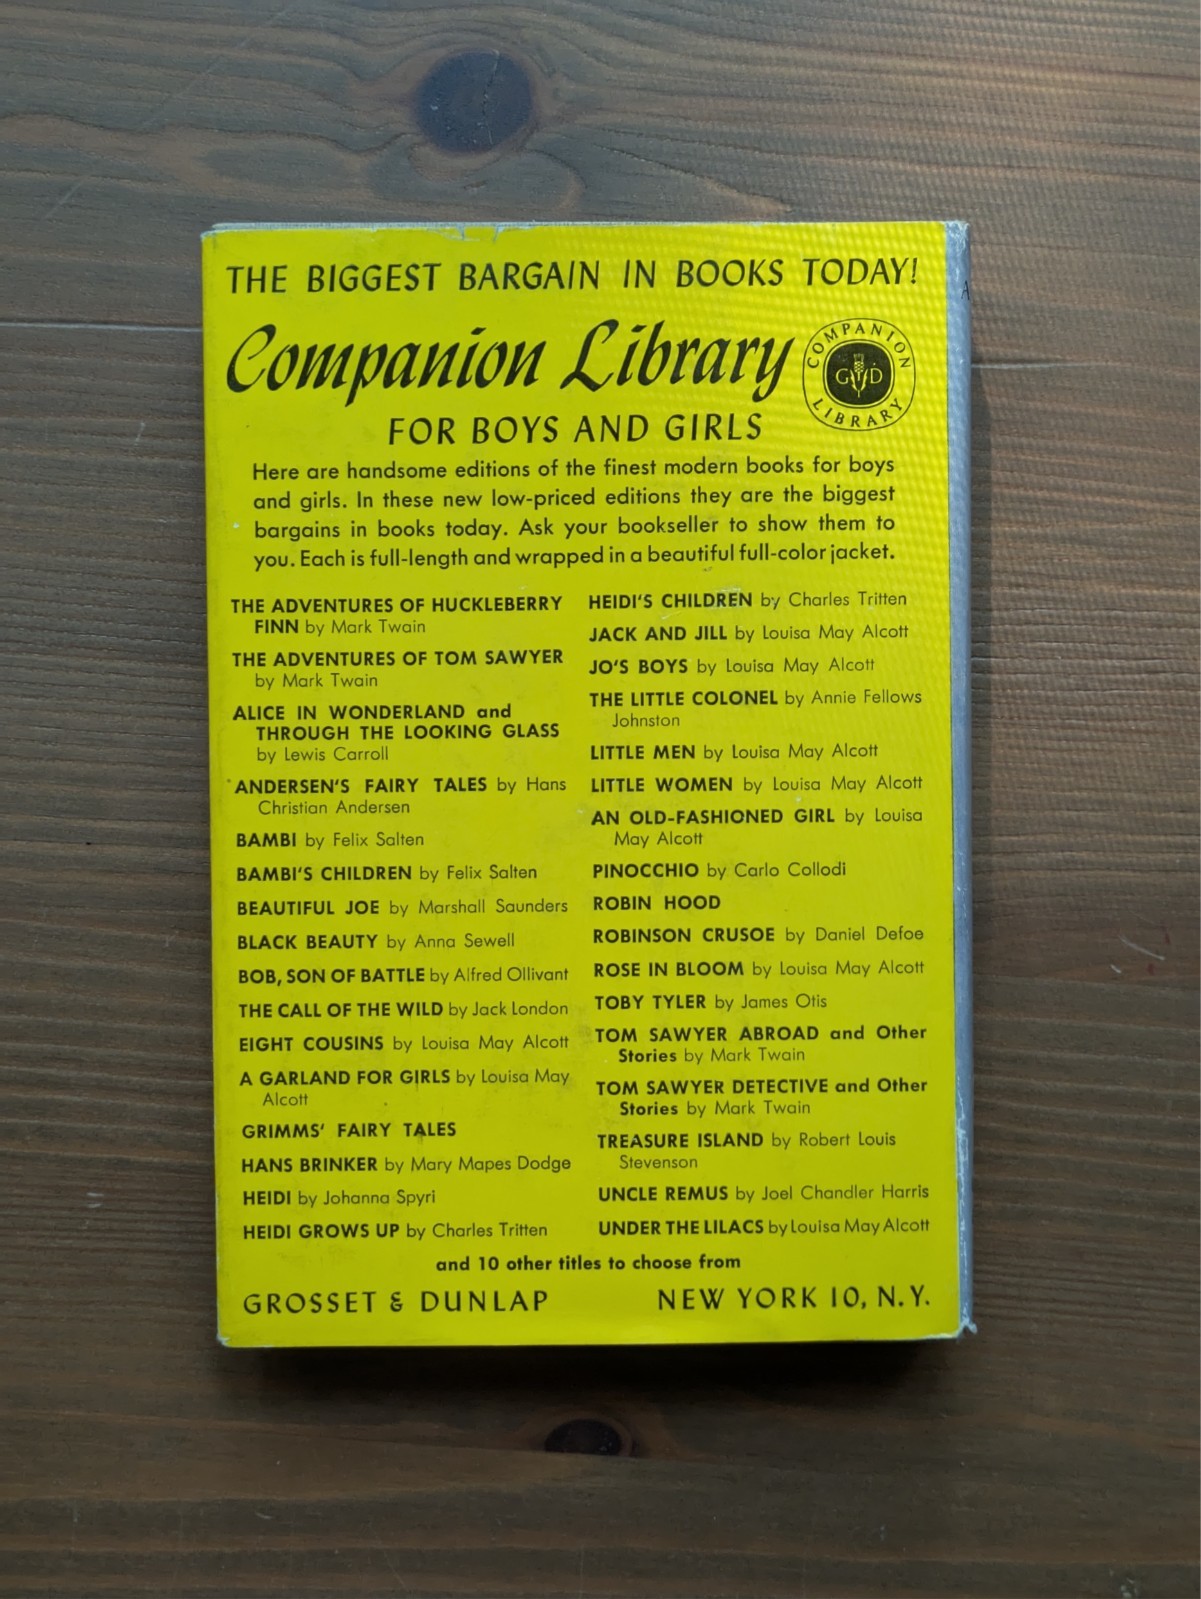 THE BIGGEST BARGAIN IN BOOKS TODAY!
Companion Library
COMPANION LIBRARY
G D
FOR BOYS AND GIRLS
Here are handsome editions of the finest modern books for boys
and girls. In these new low-priced editions they are the biggest
bargains in books today. Ask your bookseller to show them to
you. Each is full-length and wrapped in a beautiful full-color jacket.
THE ADVENTURES OF HUCKLEBERRY
FINN by Mark Twain
THE ADVENTURES OF TOM SAWYER
by Mark Twain
ALICE IN WONDERLAND and
THROUGH THE LOOKING GLASS
by Lewis Carroll
ANDERSEN'S FAIRY TALES by Hans
Christian Andersen
BAMBI by Felix Salten
BAMBI'S CHILDREN by Felix Salten
BEAUTIFUL JOE by Marshall Saunders
BLACK BEAUTY by Anna Sewell
BOB, SON OF BATTLE by Alfred Ollivant
THE CALL OF THE WILD by Jack London
EIGHT COUSINS by Louisa May Alcott
A GARLAND FOR GIRLS by Louisa May
Alcott
GRIMMS' FAIRY TALES
HANS BRINKER by Mary Mapes Dodge
HEIDI by Johanna Spyri
HEIDI GROWS UP by Charles Tritten
HEIDI'S CHILDREN by Charles Tritten
JACK AND JILL by Louisa May Alcott
JO'S BOYS by Louisa May Alcott
THE LITTLE COLONEL by Annie Fellows
Johnston
LITTLE MEN by Louisa May Alcott
LITTLE WOMEN by Louisa May Alcott
AN OLD-FASHIONED GIRL by Louisa
May Alcott
PINOCCHIO by Carlo Collodi
ROBIN HOOD
ROBINSON CRUSOE by Daniel Defoe
ROSE IN BLOOM by Louisa May Alcott
TOBY TYLER by James Otis
TOM SAWYER ABROAD and Other
Stories by Mark Twain
TOM SAWYER DETECTIVE and Other
Stories by Mark Twain
TREASURE ISLAND by Robert Louis
Stevenson
UNCLE REMUS by Joel Chandler Harris
UNDER THE LILACS by Louisa May Alcott
and 10 other titles to choose from
GROSSET & DUNLAP NEW YORK 10, N.Y.